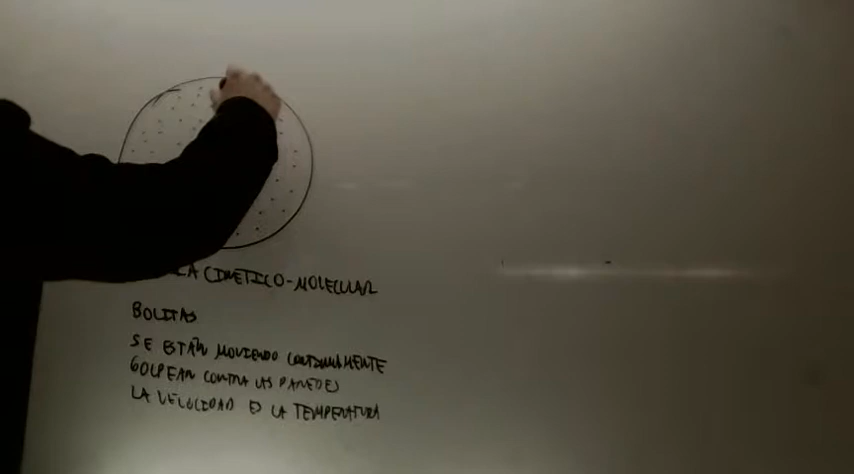 LA CINETICO-MOLECULAR
BOLITAS
SE ESTÁN MOVIENDO CONTINUAMENTE
GOLPEAN CONTRA LAS PAREDES
LA VELOCIDAD ES LA TEMPERATURA